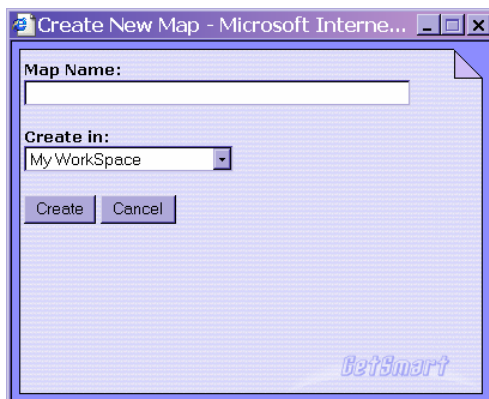 Create New Map - Microsoft Interne...
Map Name:
Create in:
My WorkSpace
Create Cancel
GetSmart